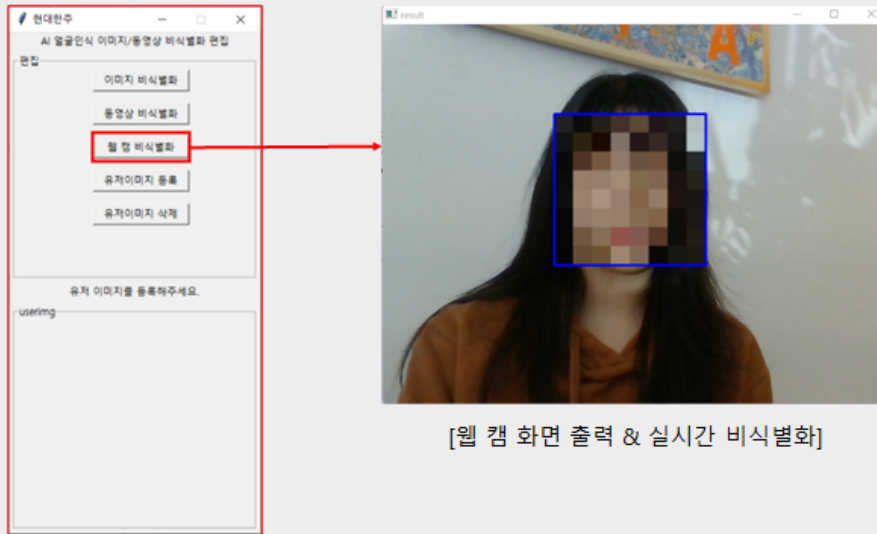 현대한주
AI 얼굴인식 이미지/동영상 비식별화 편집
편집
이미지 비식별화
동영상 비식별화
웹 캠 비식별화
유저이미지 등록
유저이미지 삭제
유저 이미지를 등록해주세요.
userimg
result
A
[웹 캠 화면 출력 & 실시간 비식별화]